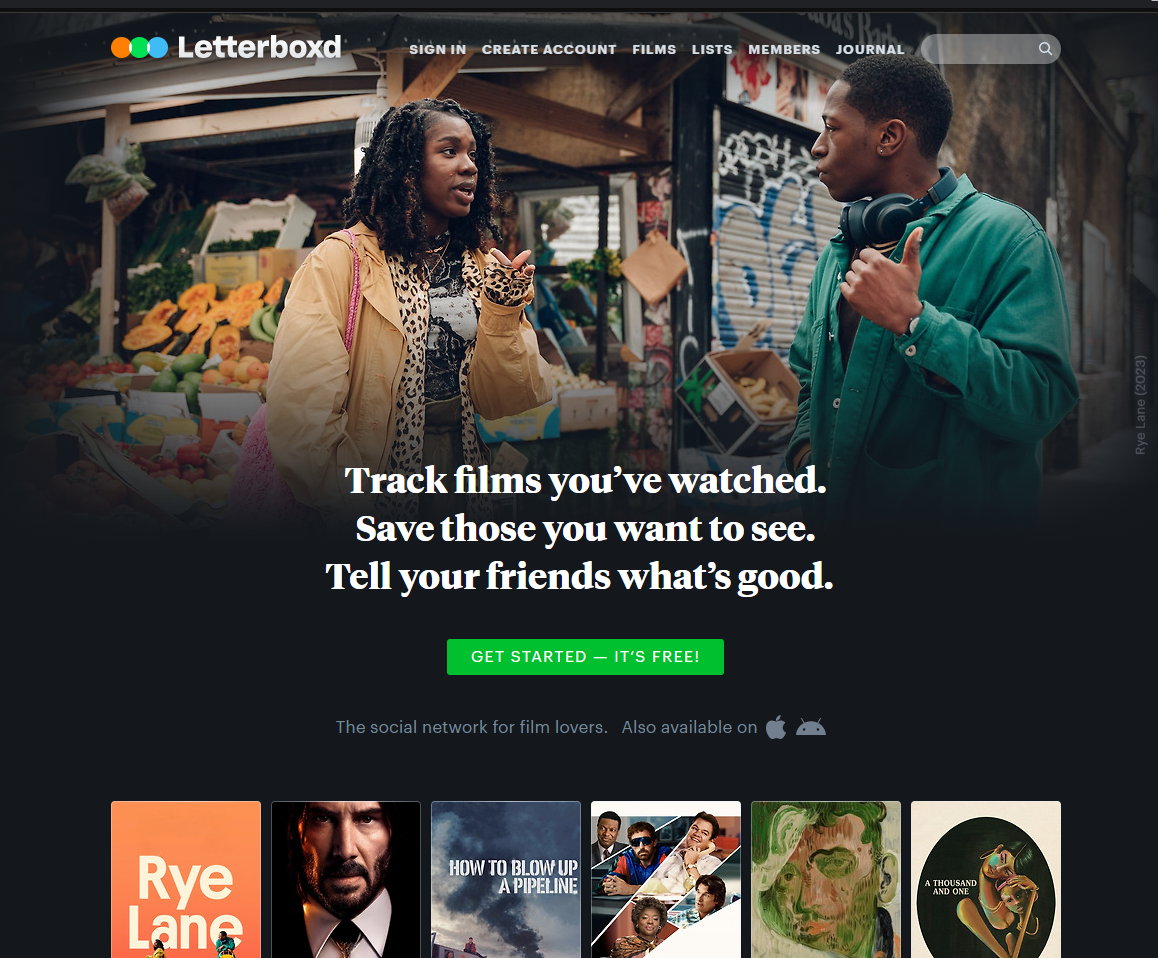 Letterboxd
SIGN IN CREATE ACCOUNT FILMS LISTS MEMBERS JOURNAL
Rye Lane (2023)
Track films you’ve watched.
Save those you want to see.
Tell your friends what’s good.
GET STARTED — IT’S FREE!
The social network for film lovers. Also available on
Rye
Lane
HOW TO BLOW UP
A PIPELINE
A THOUSAND
AND ONE